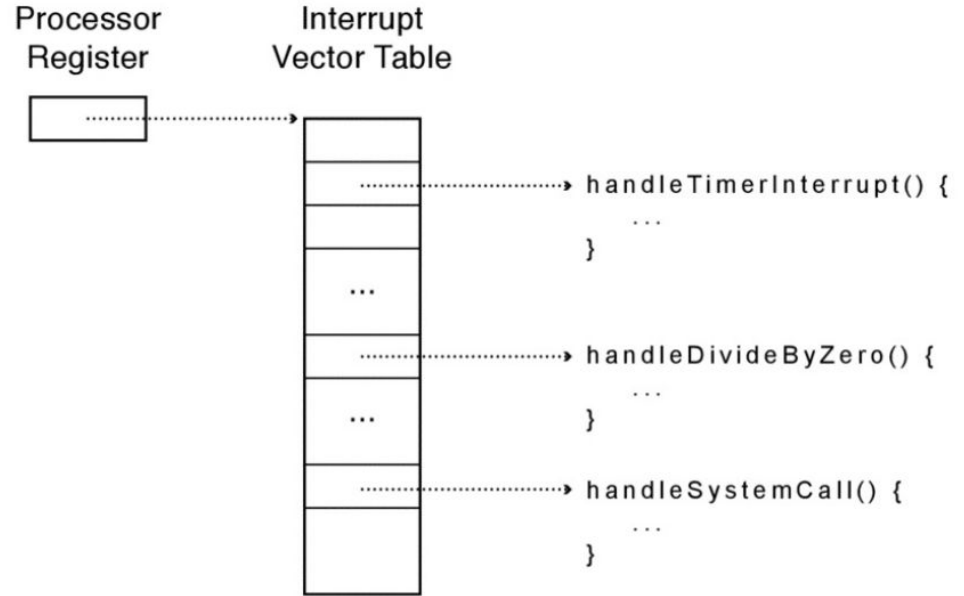 Processor
Register
Interrupt
Vector Table
handleTimerInterrupt() {
...
}
...
handleDivideByZero() {
...
}
...
handleSystemCall() {
...
}